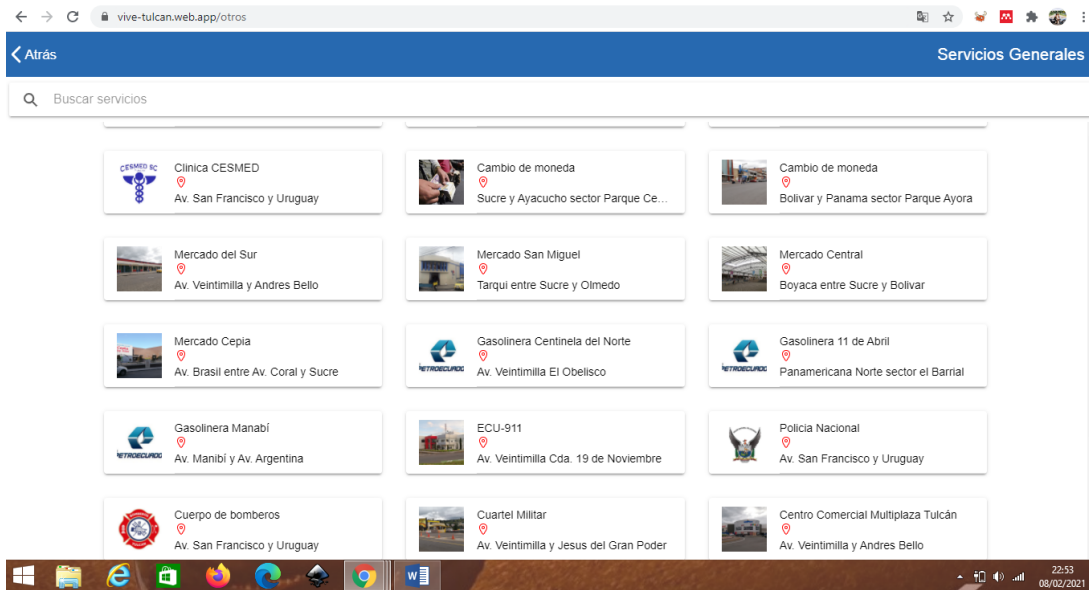 vive-tulcan.web.app/otros
Atrás
Servicios Generales
Buscar servicios
CESMED SC
Clinica CESMED
Av. San Francisco y Uruguay
Cambio de moneda
Sucre y Ayacucho sector Parque Ce...
Cambio de moneda
Bolivar y Panama sector Parque Ayora
Mercado del Sur
Av. Veintimilla y Andres Bello
Mercado San Miguel
Tarqui entre Sucre y Olmedo
Mercado Central
Boyaca entre Sucre y Bolivar
Mercado Cepia
Av. Brasil entre Av. Coral y Sucre
Gasolinera Centinela del Norte
Av. Veintimilla El Obelisco
Gasolinera 11 de Abril
Panamericana Norte sector el Barrial
Gasolinera Manabí
Av. Manibí y Av. Argentina
ECU-911
Av. Veintimilla Cda. 19 de Noviembre
Policia Nacional
Av. San Francisco y Uruguay
Cuerpo de bomberos
Av. San Francisco y Uruguay
Cuartel Militar
Av. Veintimilla y Jesus del Gran Poder
Centro Comercial Multiplaza Tulcán
Av. Veintimilla y Andres Bello
22:53
08/02/2021